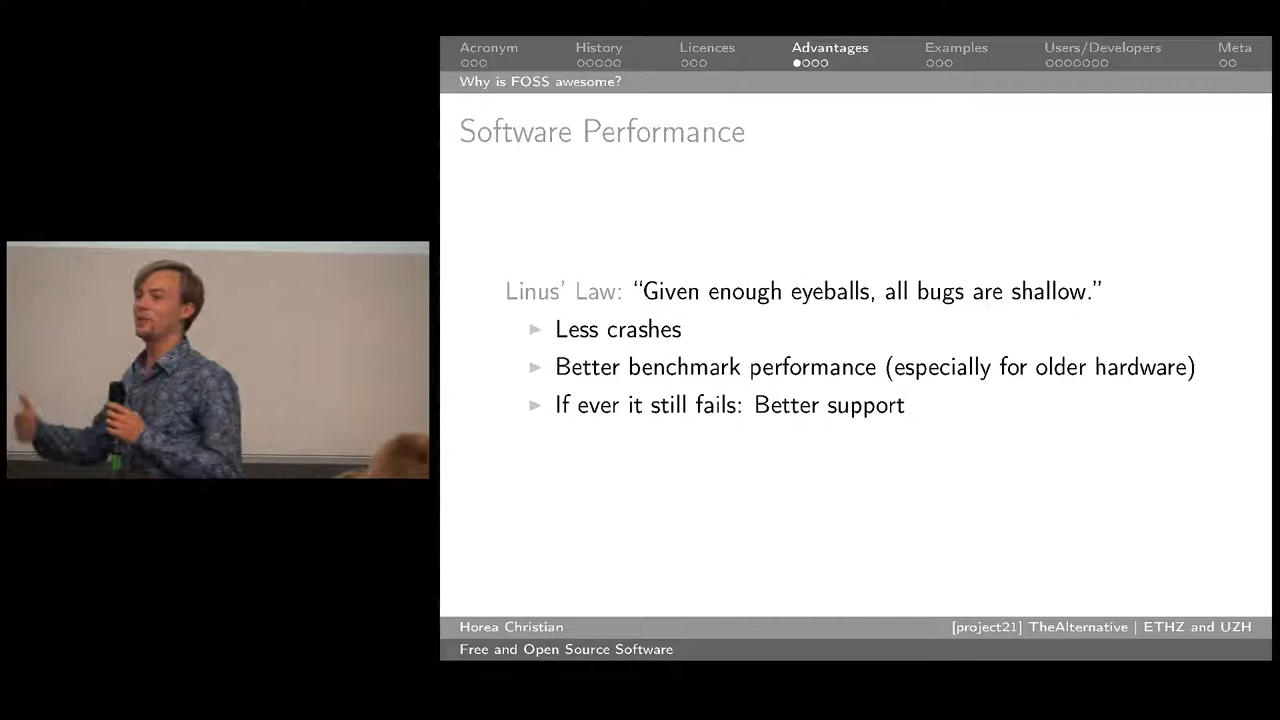 Acronym History Licences Advantages Examples Users/Developers Meta
Why is FOSS awesome?
Software Performance
Linus' Law: “Given enough eyeballs, all bugs are shallow.”
Less crashes
Better benchmark performance (especially for older hardware)
If ever it still fails: Better support
Horea Christian [project21] TheAlternative | ETHZ and UZH
Free and Open Source Software